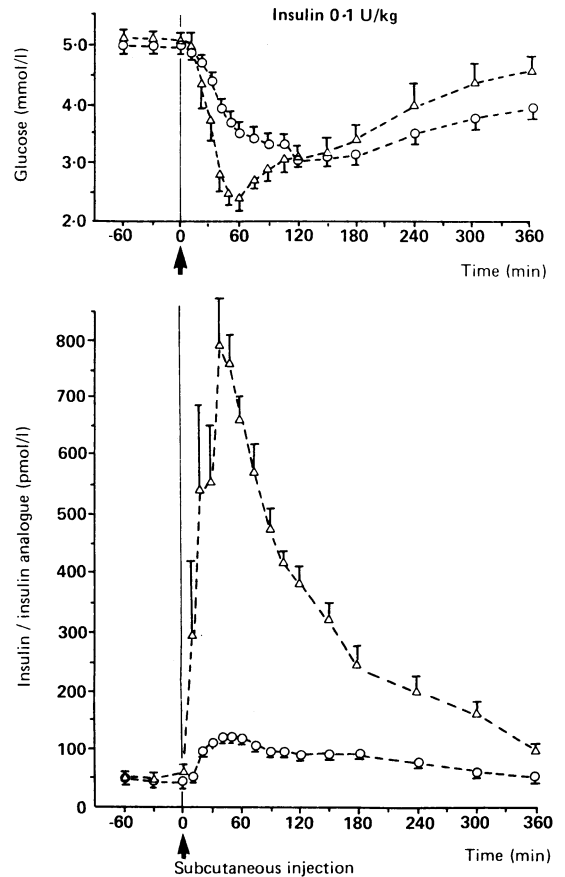 Insulin 0·1 U/kg
Glucose (mmol/l)
5·0
4·0
3·0
2·0
-60 0 60 120 180 240 300 360
Time (min)
Insulin / insulin analogue (pmol/l)
800
700
600
500
400
300
200
100
0
-60 0 60 120 180 240 300 360
Time (min)
Subcutaneous injection